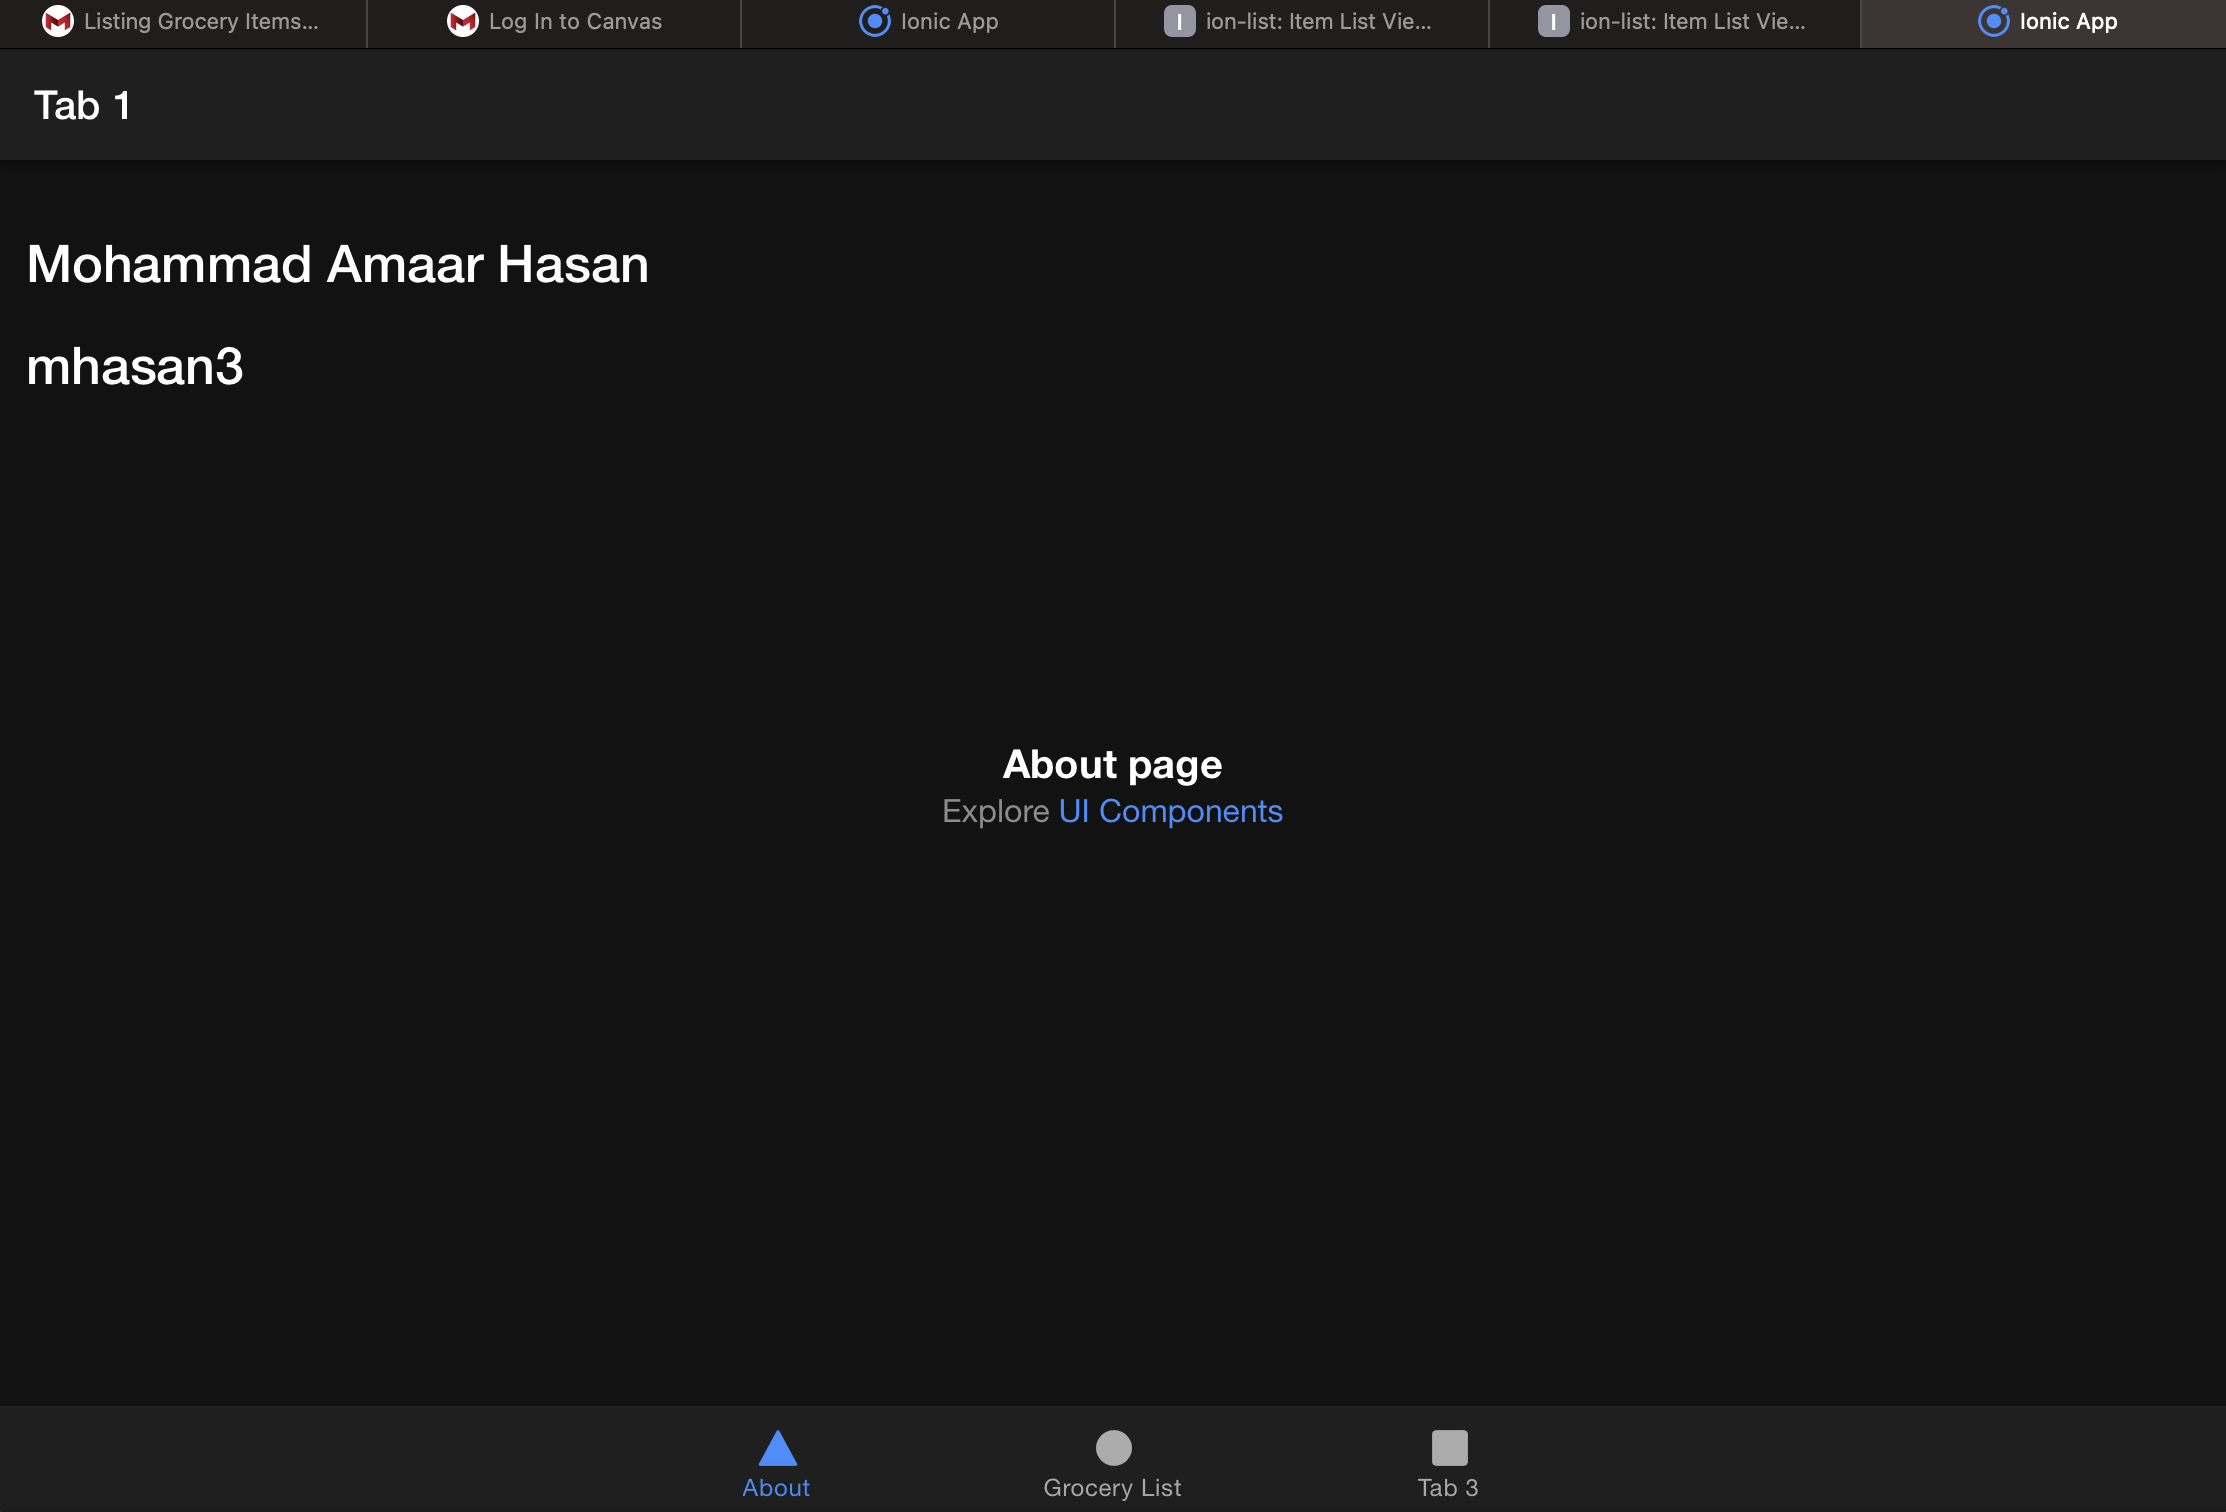 Listing Grocery Items...
Log In to Canvas
Ionic App
ion-list: Item List Vie...
ion-list: Item List Vie...
Ionic App
Tab 1
Mohammad Amaar Hasan
mhasan3
About page
Explore UI Components
About
Grocery List
Tab 3